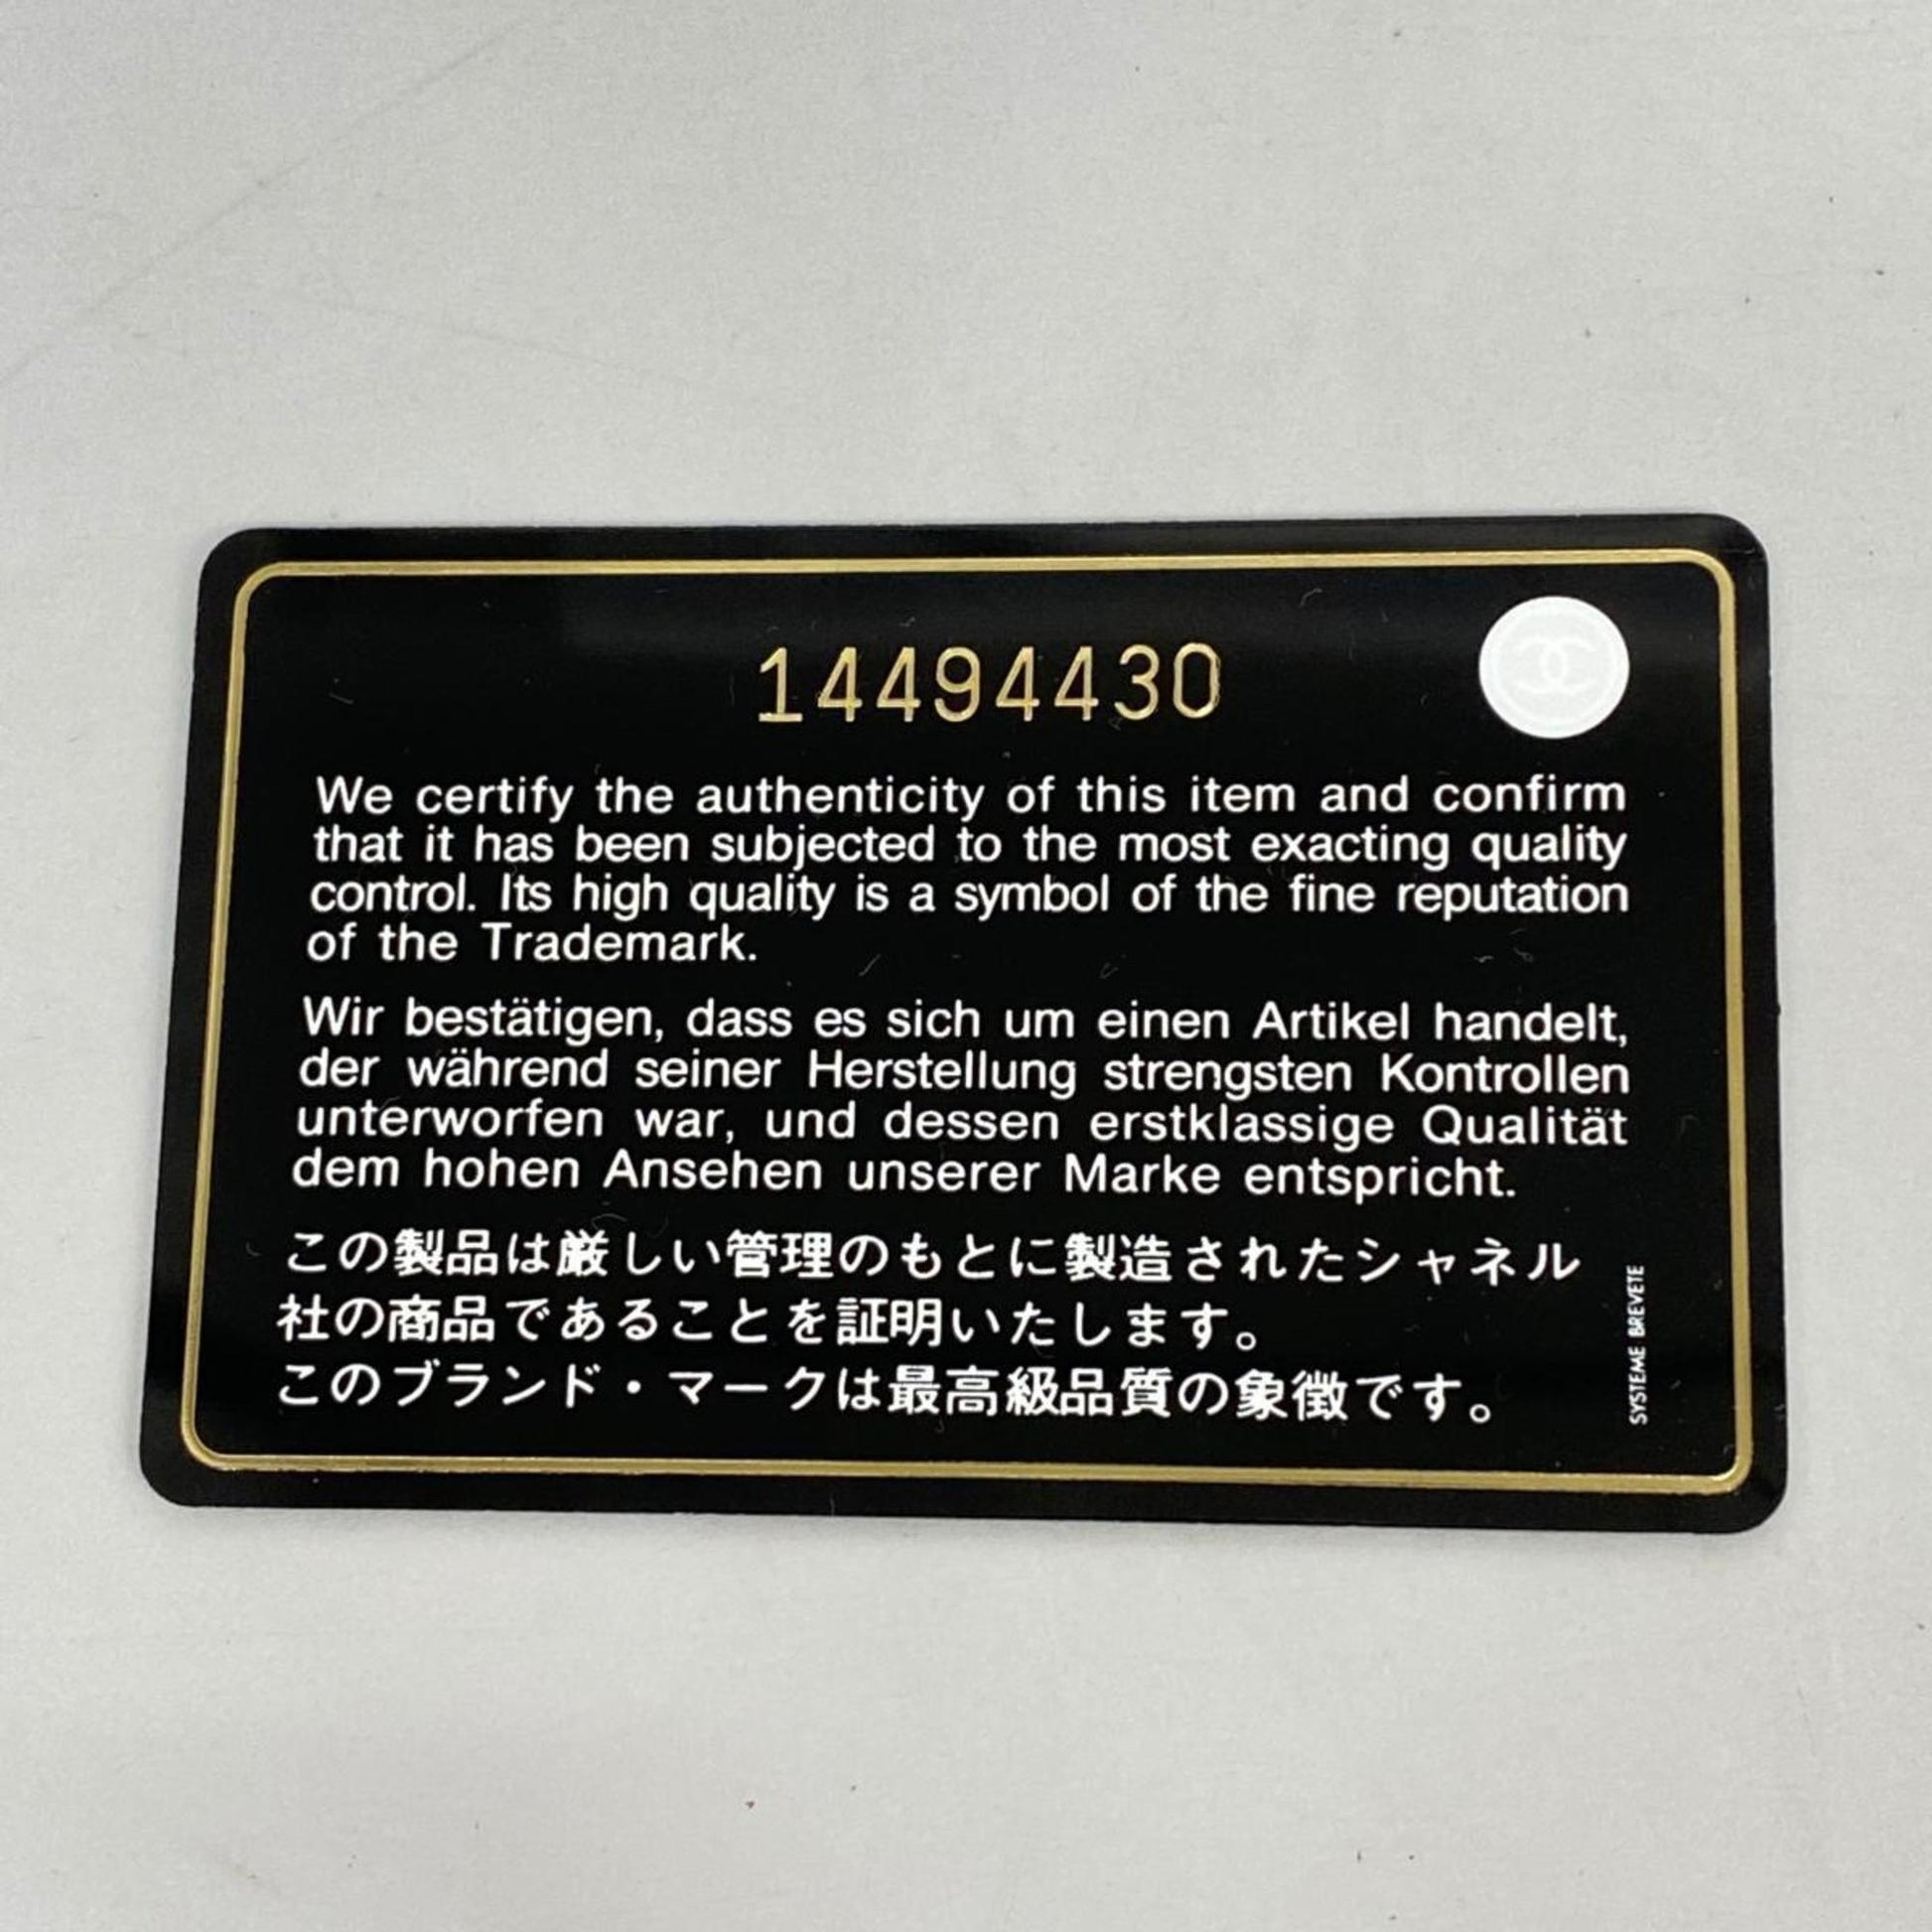 14494430
We certify the authenticity of this item and confirm
that it has been subjected to the most exacting quality
control. Its high quality is a symbol of the fine reputation
of the Trademark.
Wir bestätigen, dass es sich um einen Artikel handelt,
der während seiner Herstellung strengsten Kontrollen
unterworfen war, und dessen erstklassige Qualität
dem hohen Ansehen unserer Marke entspricht.
この製品は厳しい管理のもとに製造されたシャネル
社の商品であることを証明いたします。
このブランド・マークは最高級品質の象徴です。
SYSTEME BREVETE